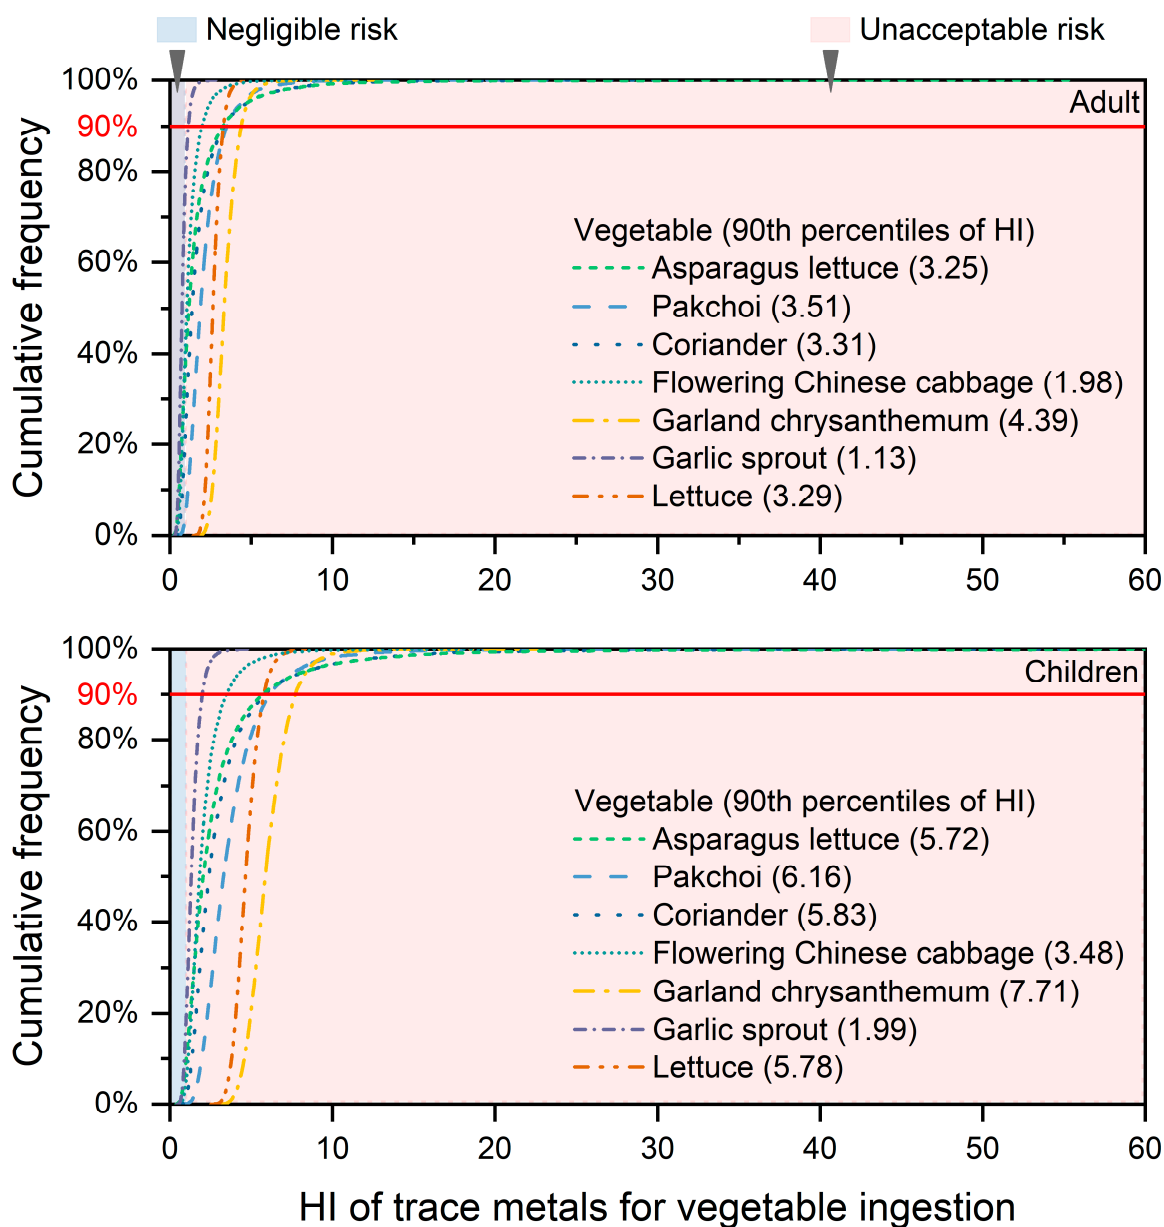 Negligible risk
Unacceptable risk
100%
90%
80%
60%
40%
20%
0%
Cumulative frequency
Adult
Vegetable (90th percentiles of HI)
Asparagus lettuce (3.25)
Pakchoi (3.51)
Coriander (3.31)
Flowering Chinese cabbage (1.98)
Garland chrysanthemum (4.39)
Garlic sprout (1.13)
Lettuce (3.29)
0 10 20 30 40 50 60
100%
90%
80%
60%
40%
20%
0%
Cumulative frequency
Children
Vegetable (90th percentiles of HI)
Asparagus lettuce (5.72)
Pakchoi (6.16)
Coriander (5.83)
Flowering Chinese cabbage (3.48)
Garland chrysanthemum (7.71)
Garlic sprout (1.99)
Lettuce (5.78)
0 10 20 30 40 50 60
HI of trace metals for vegetable ingestion